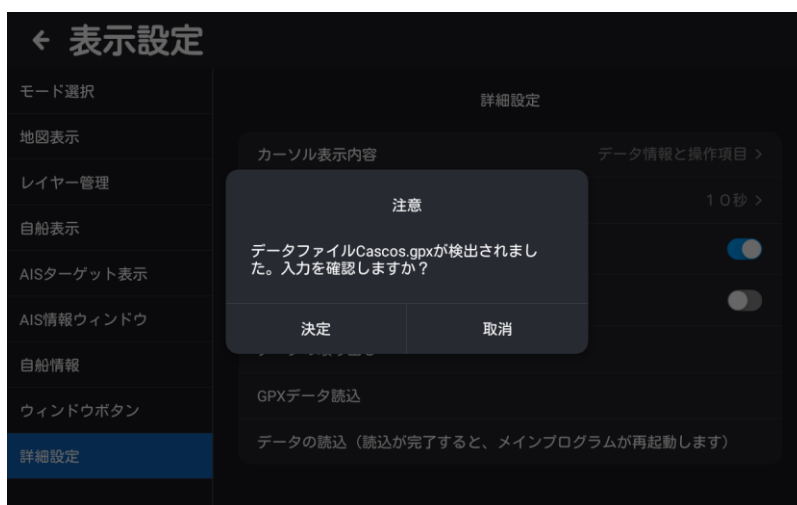 表示設定
モード選択
地図表示
レイヤー管理
自船表示
AISターゲット表示
AIS情報ウィンドウ
自船情報
ウィンドウボタン
詳細設定
詳細設定
カーソル表示内容
データ情報と操作項目 >
10秒 >
注意
データファイルCascos.gpxが検出されまし
た。入力を確認しますか？
決定
取消
GPXデータ読込
データの読込（読込が完了すると、メインプログラムが再起動します）